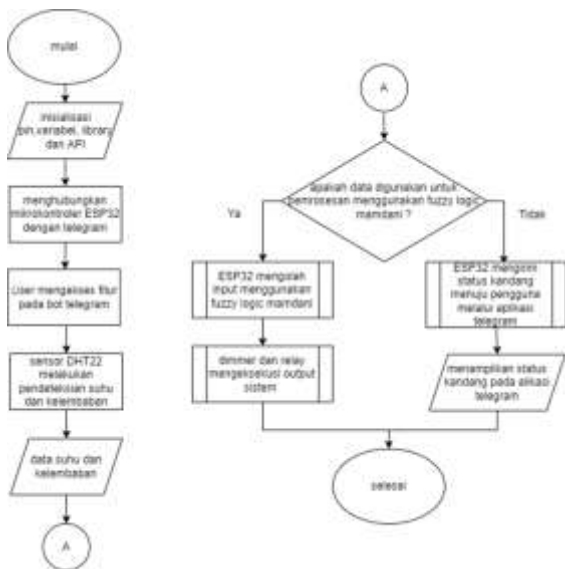 mulai
inisialisasi
pin,variabel, library
dan API
menghubungkan
mikrokontroler ESP32
dengan telegram
User mengakses fitur
pada bot telegram
sensor DHT22
melakukan
pendeteksian suhu
dan kelembaban
data suhu dan
kelembaban
A
A
apakah data digunakan untuk
pemrosesan menggunakan fuzzy logic
mamdani ?
Ya
Tidak
ESP32 mengolah
input menggunakan
fuzzy logic mamdani
dimmer dan relay
mengeksekusi output
sistem
ESP32 mengirim
status kandang
menuju pengguna
melalui aplikasi
telegram
menampilkan status
kandang pada alikasi
telegram
selesai